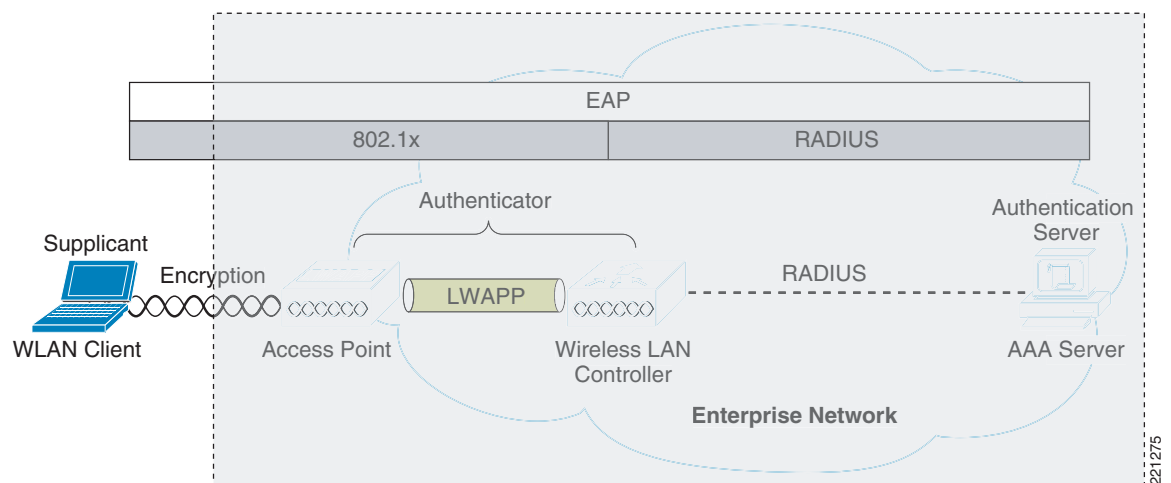 EAP
802.1x
RADIUS
Authenticator
Authentication
Server
Supplicant
Encryption
LWAPP
RADIUS
WLAN Client
Access Point
Wireless LAN
Controller
AAA Server
Enterprise Network
221275